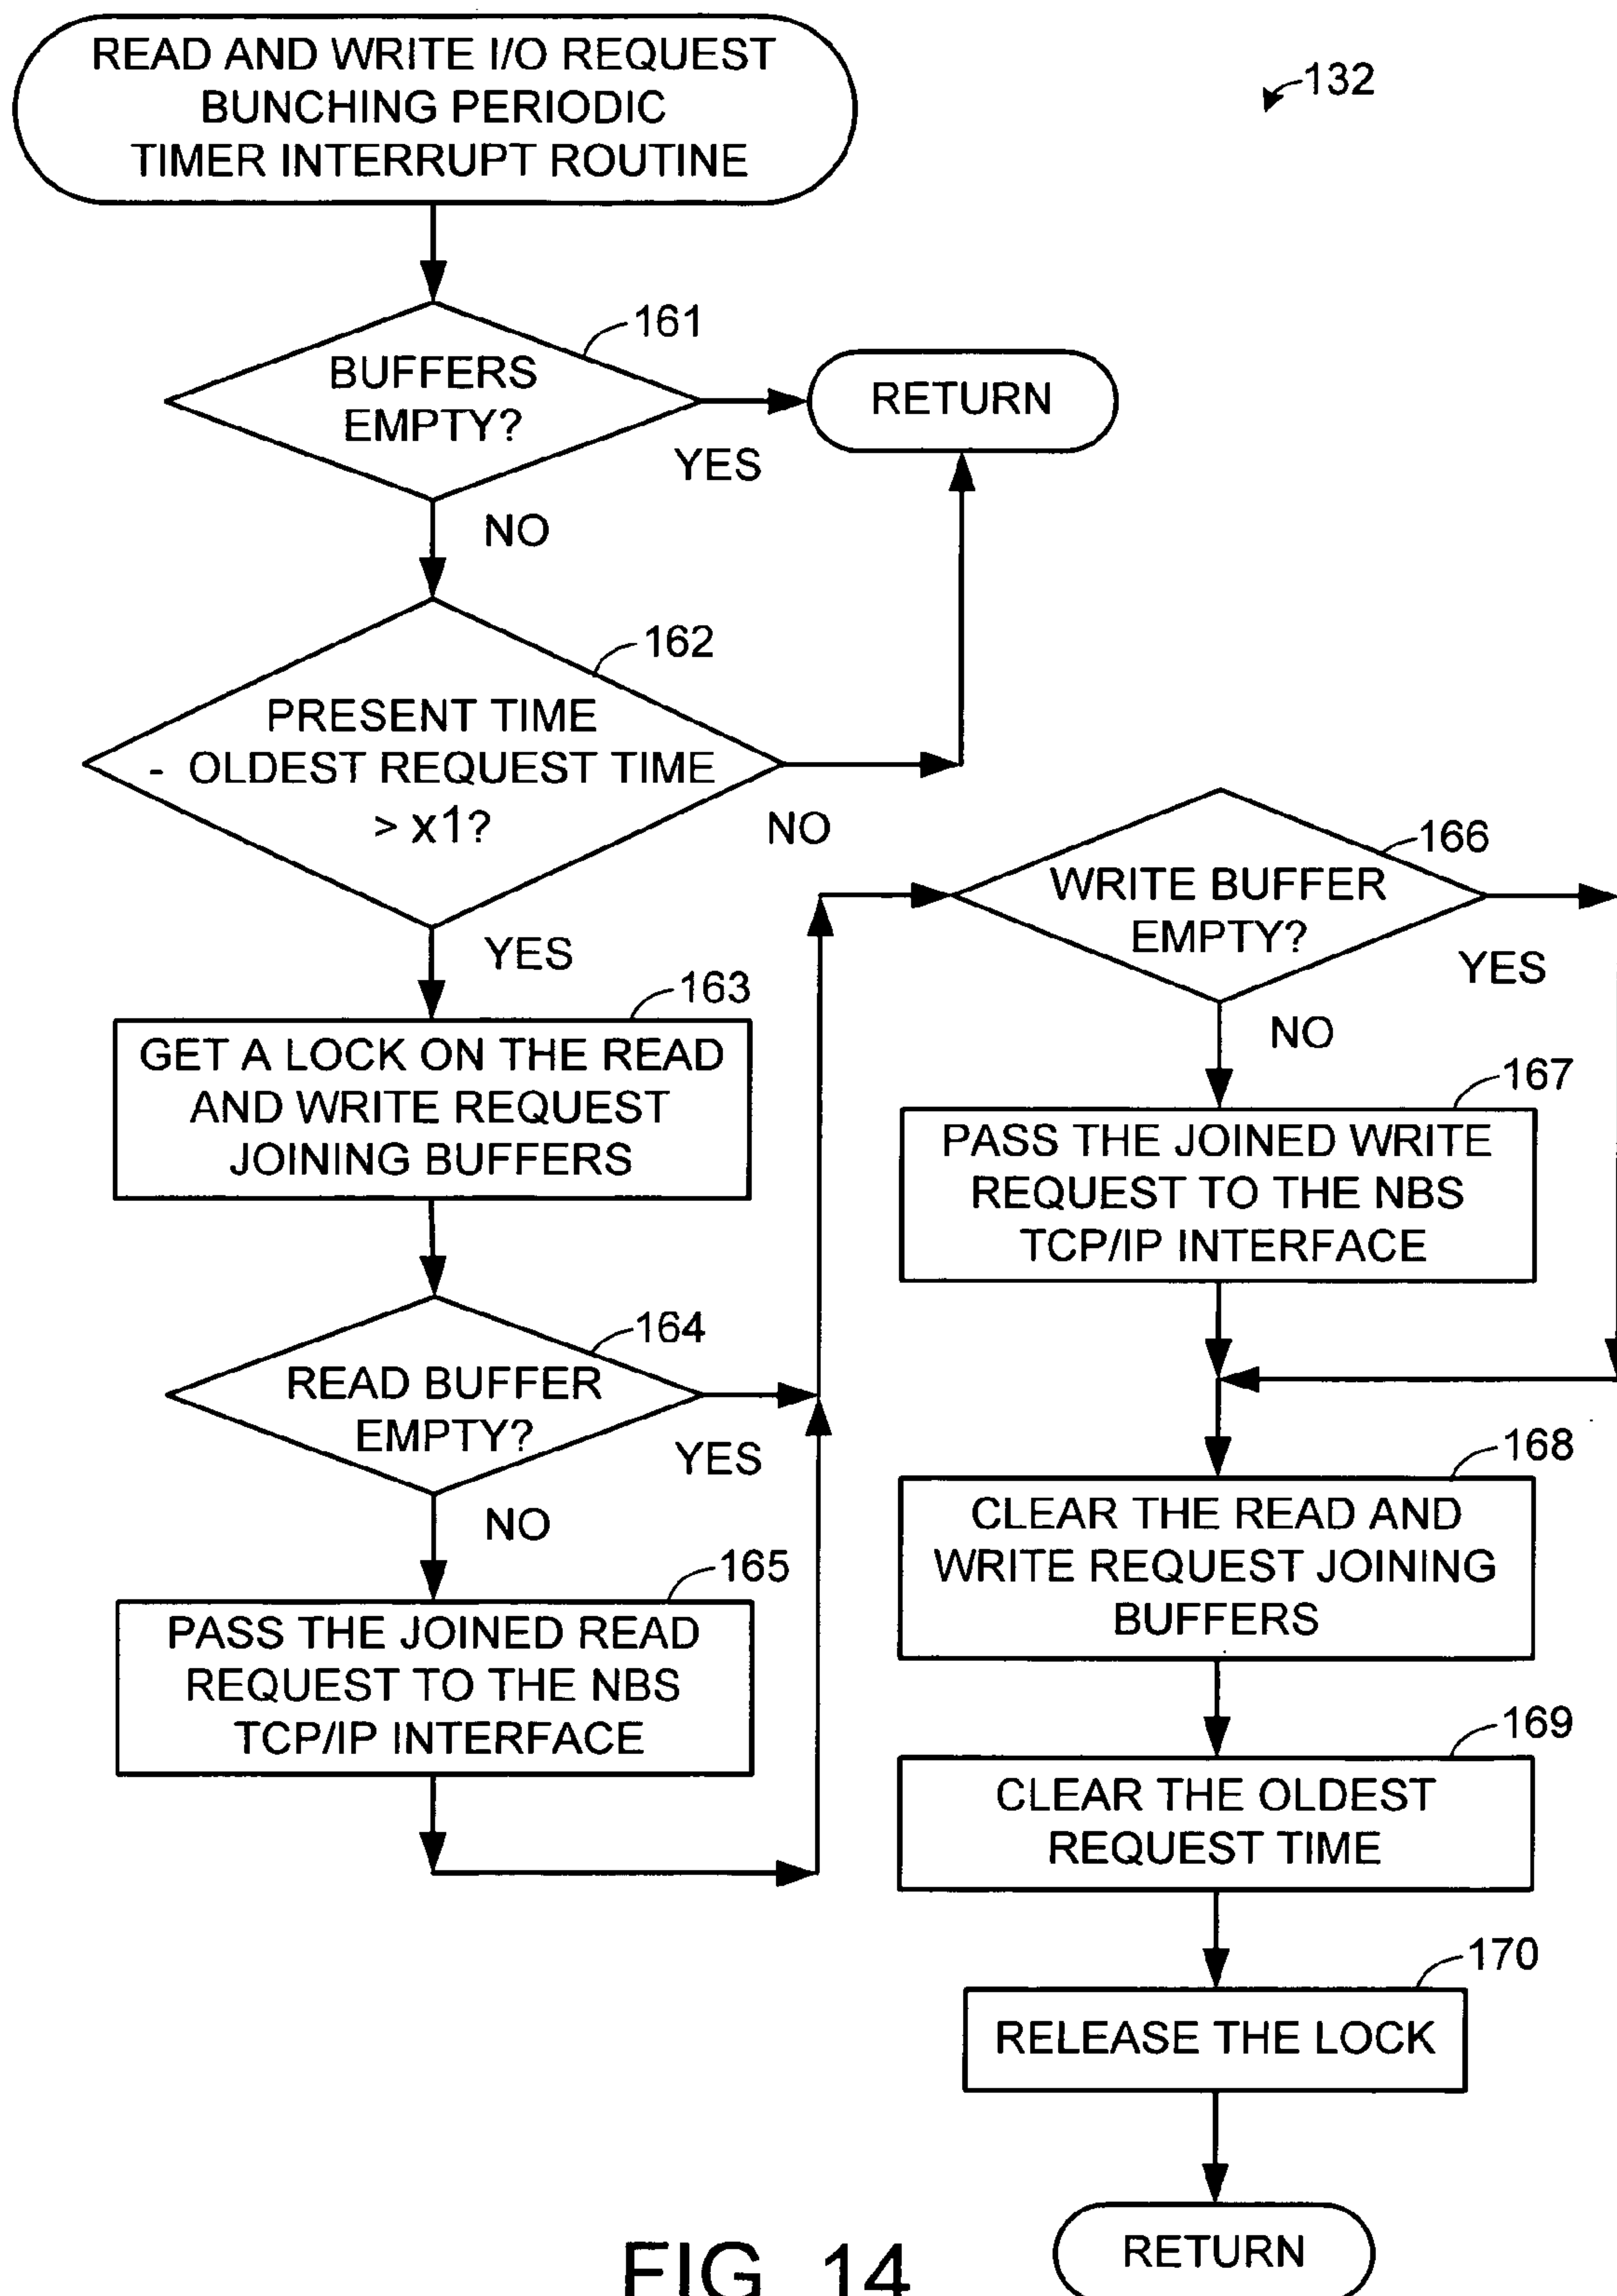 READ AND WRITE I/O REQUEST
BUNCHING PERIODIC
TIMER INTERRUPT ROUTINE
132
161
BUFFERS
EMPTY?
RETURN
YES
NO
162
PRESENT TIME
- OLDEST REQUEST TIME
> x1?
NO
YES
163
GET A LOCK ON THE READ
AND WRITE REQUEST
JOINING BUFFERS
164
READ BUFFER
EMPTY?
YES
NO
165
PASS THE JOINED READ
REQUEST TO THE NBS
TCP/IP INTERFACE
166
WRITE BUFFER
EMPTY?
YES
NO
167
PASS THE JOINED WRITE
REQUEST TO THE NBS
TCP/IP INTERFACE
168
CLEAR THE READ AND
WRITE REQUEST JOINING
BUFFERS
169
CLEAR THE OLDEST
REQUEST TIME
170
RELEASE THE LOCK
RETURN
FIG. 14